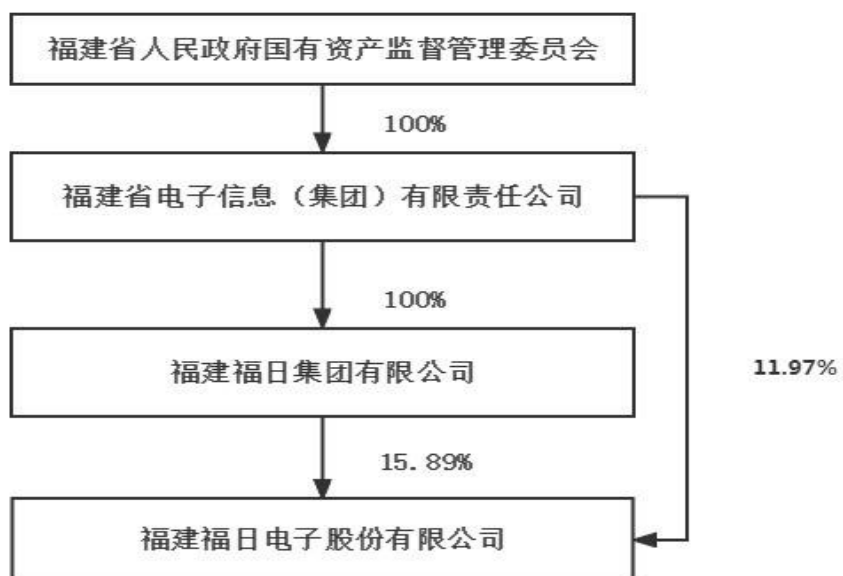 福建省人民政府国有资产监督管理委员会
100%
福建省电子信息（集团）有限责任公司
100%
福建福日集团有限公司
11.97%
15.89%
福建福日电子股份有限公司